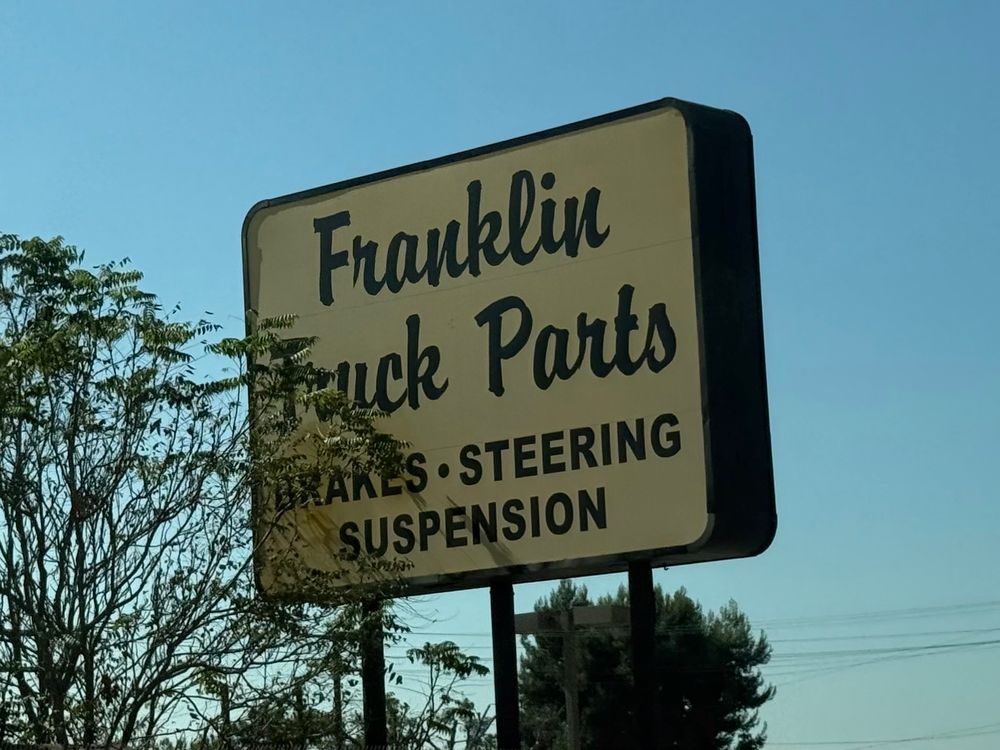 Franklin
Truck Parts
BRAKES • STEERING
SUSPENSION